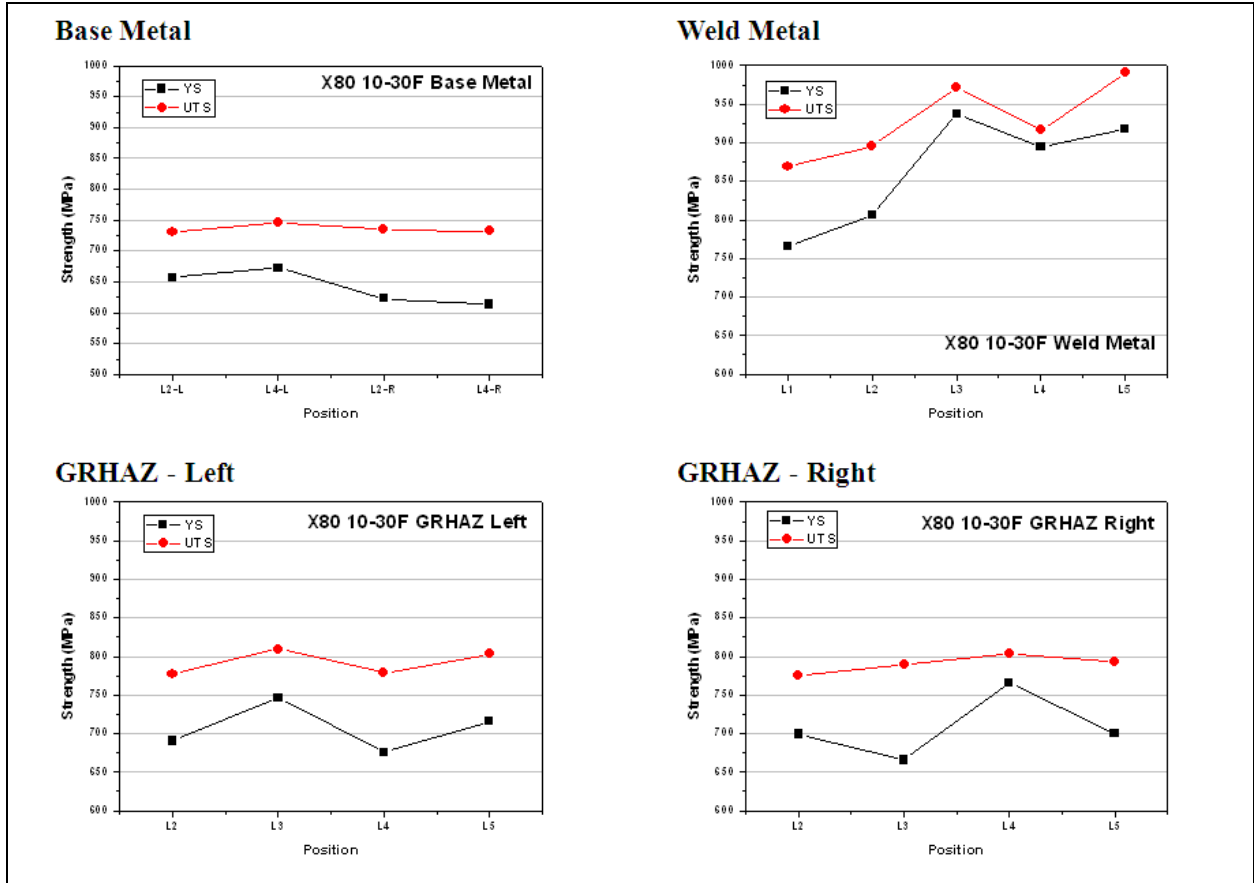 Base Metal
1000
950
900
850
800
750
700
650
600
550
500
Strength (MPa)
YS
UTS
X80 10-30F Base Metal
L2-L
L4-L
L2-R
L4-R
Position
Weld Metal
1000
950
900
850
800
750
700
650
600
Strength (MPa)
YS
UTS
X80 10-30F Weld Metal
L1
L2
L3
L4
L5
Position
GRHAZ - Left
1000
950
900
850
800
750
700
650
600
Strength (MPa)
YS
UTS
X80 10-30F GRHAZ Left
L2
L3
L4
L5
Position
GRHAZ - Right
1000
950
900
850
800
750
700
650
600
Strength (MPa)
YS
UTS
X80 10-30F GRHAZ Right
L2
L3
L4
L5
Position